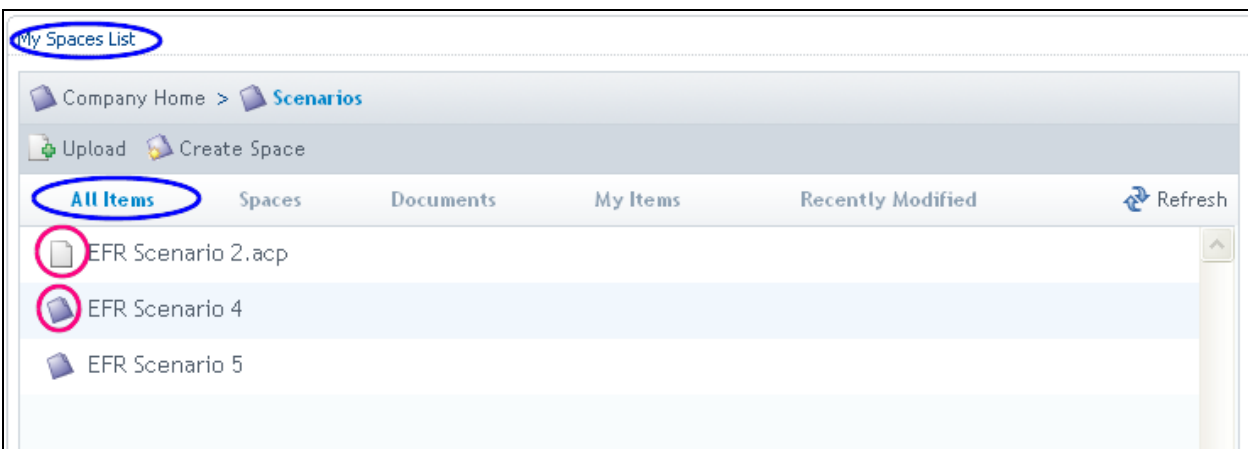 My Spaces List
Company Home > Scenarios
Upload Create Space
All Items Spaces Documents My Items Recently Modified Refresh
EFR Scenario 2.acp
EFR Scenario 4
EFR Scenario 5